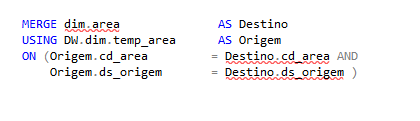 MERGE dim.area AS Destino
USING DW.dim.temp_area AS Origem
ON (Origem.cd_area = Destino.cd_area AND
Origem.ds_origem = Destino.ds_origem )